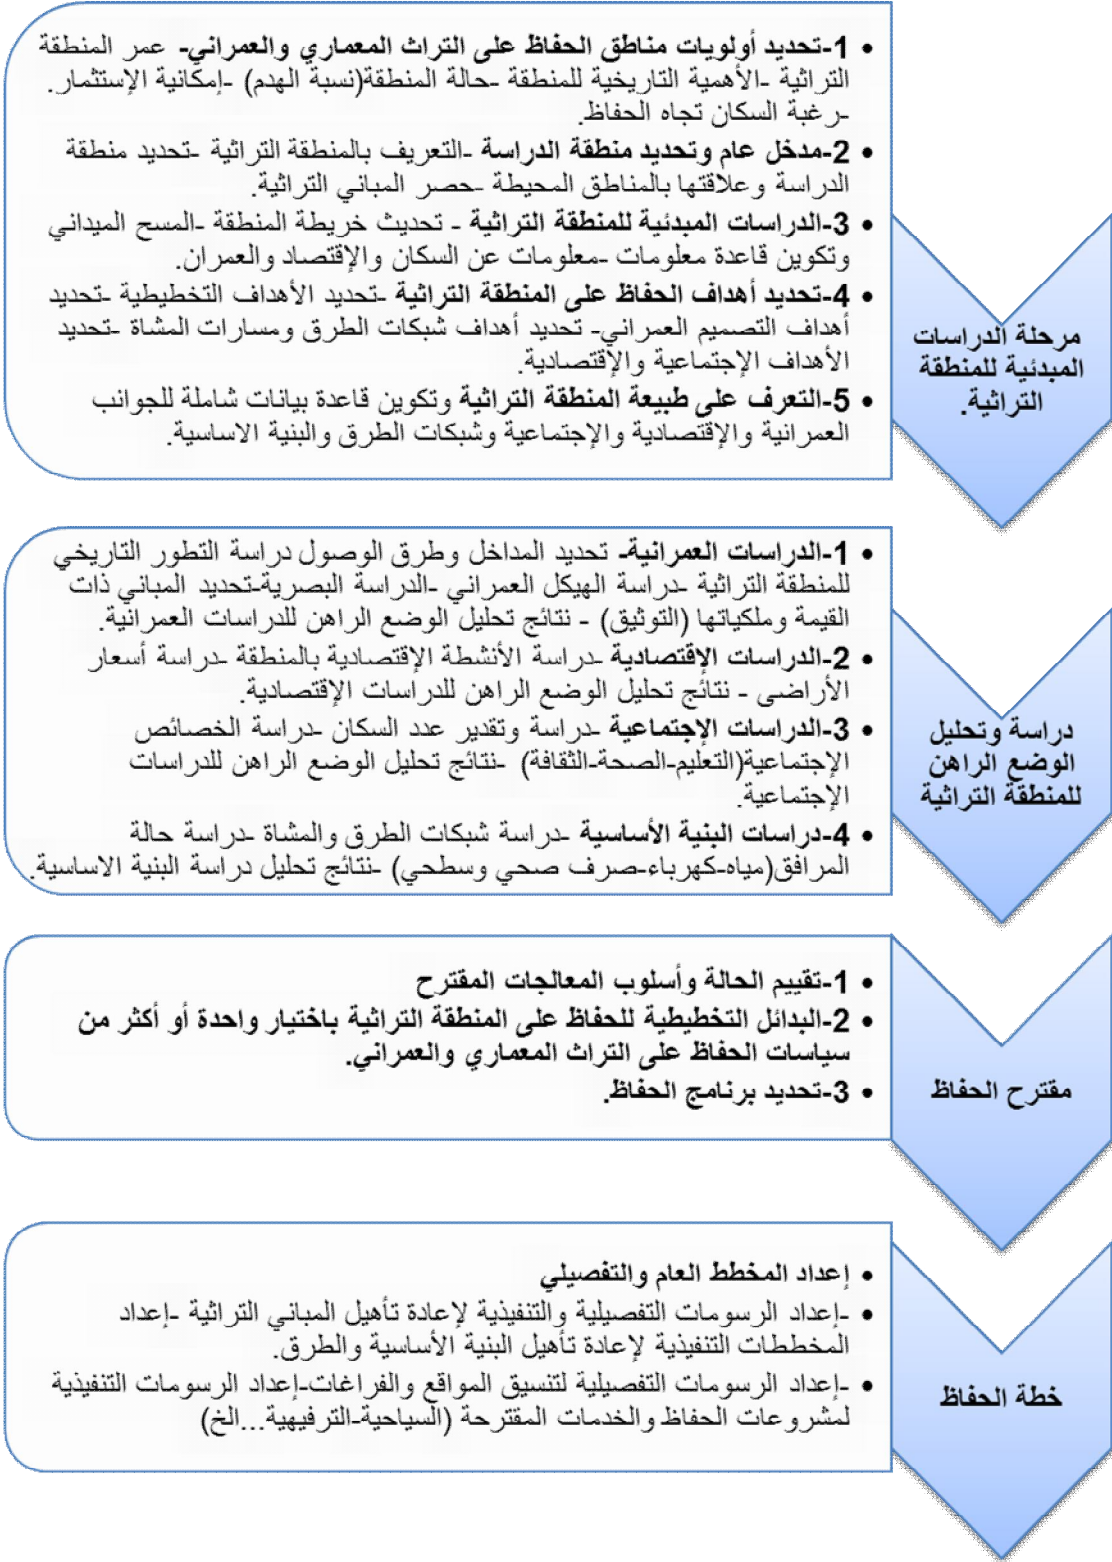 • 1-تحديد أولويات مناطق الحفاظ على التراث المعماري والعمراني- عمر المنطقة
التراثية -الأهمية التاريخية للمنطقة -حالة المنطقة(نسبة الهدم) -إمكانية الإستثمار.
-رغبة السكان تجاه الحفاظ.
• 2-مدخل عام وتحديد منطقة الدراسة -التعريف بالمنطقة التراثية -تحديد منطقة
الدراسة وعلاقتها بالمناطق المحيطة -حصر المباني التراثية.
• 3-الدراسات المبدئية للمنطقة التراثية - تحديث خريطة المنطقة -المسح الميداني
وتكوين قاعدة معلومات -معلومات عن السكان والإقتصاد والعمران.
• 4-تحديد أهداف الحفاظ على المنطقة التراثية -تحديد الأهداف التخطيطية -تحديد
أهداف التصميم العمراني- تحديد أهداف شبكات الطرق ومسارات المشاة -تحديد
الأهداف الإجتماعية والإقتصادية.
• 5-التعرف على طبيعة المنطقة التراثية وتكوين قاعدة بيانات شاملة للجوانب
العمرانية والإقتصادية والإجتماعية وشبكات الطرق والبنية الاساسية.
مرحلة الدراسات
المبدئية للمنطقة
التراثية.
• 1-الدراسات العمرانية- تحديد المداخل وطرق الوصول دراسة التطور التاريخي
للمنطقة التراثية -دراسة الهيكل العمراني -الدراسة البصرية-تحديد المباني ذات
القيمة وملكياتها (التوثيق) - نتائج تحليل الوضع الراهن للدراسات العمرانية.
• 2-الدراسات الإقتصادية -دراسة الأنشطة الإقتصادية بالمنطقة -دراسة أسعار
الأراضى - نتائج تحليل الوضع الراهن للدراسات الإقتصادية.
• 3-الدراسات الإجتماعية -دراسة وتقدير عدد السكان -دراسة الخصائص
الإجتماعية(التعليم-الصحة-الثقافة) -نتائج تحليل الوضع الراهن للدراسات
الإجتماعية.
• 4-دراسات البنية الأساسية -دراسة شبكات الطرق والمشاة -دراسة حالة
المرافق(مياه-كهرباء-صرف صحي وسطحي) -نتائج تحليل دراسة البنية الاساسية.
دراسة وتحليل
الوضع الراهن
للمنطقة التراثية
• 1-تقييم الحالة وأسلوب المعالجات المقترح
• 2-البدائل التخطيطية للحفاظ على المنطقة التراثية باختيار واحدة أو أكثر من
سياسات الحفاظ على التراث المعماري والعمراني.
• 3-تحديد برنامج الحفاظ.
مقترح الحفاظ
• إعداد المخطط العام والتفصيلي
• -إعداد الرسومات التفصيلية والتنفيذية لإعادة تأهيل المباني التراثية -إعداد
المخططات التنفيذية لإعادة تأهيل البنية الأساسية والطرق.
• -إعداد الرسومات التفصيلية لتنسيق المواقع والفراغات-إعداد الرسومات التنفيذية
لمشروعات الحفاظ والخدمات المقترحة (السياحية-الترفيهية...الخ)
خطة الحفاظ